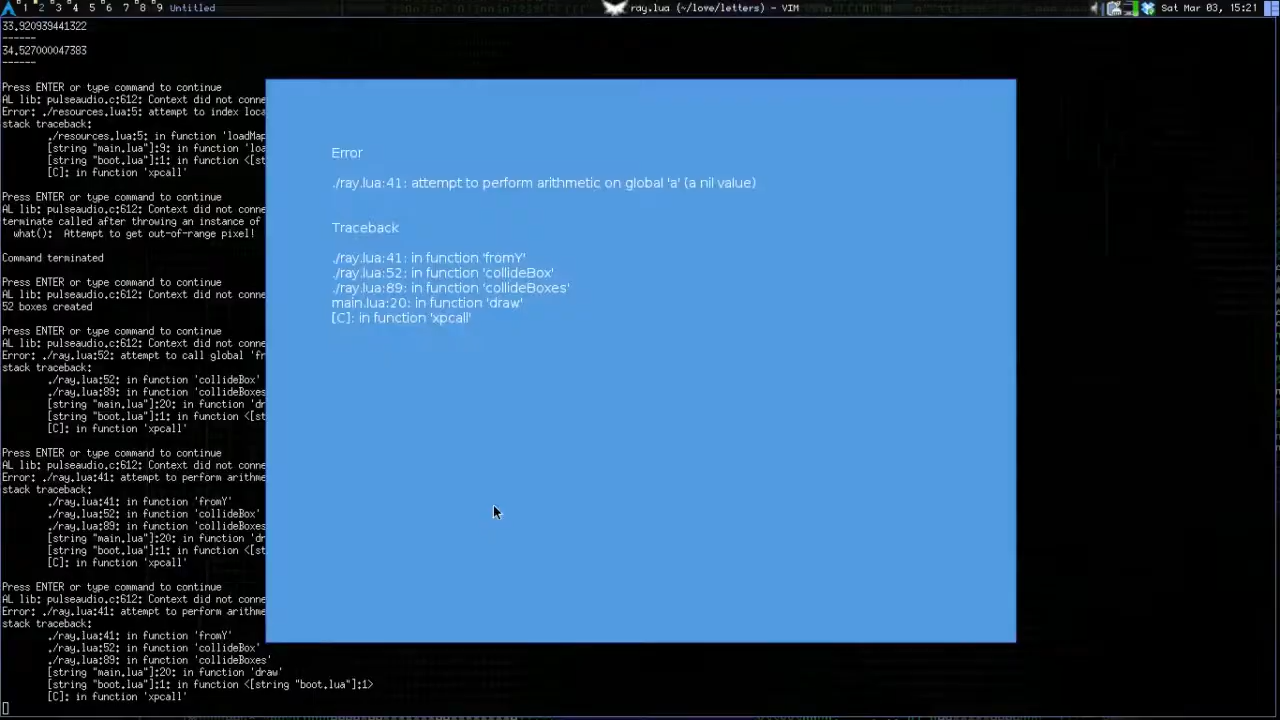 1 2 3 4 5 6 7 8 9 Untitled
ray.lua (~/love/letters) - VIM
Sat Mar 03, 15:21
33.920939441322
------
34.527000047383
------
Press ENTER or type command to continue
AL lib: pulseaudio.c:612: Context did not conne
Error: ./resources.lua:5: attempt to index loca
stack traceback:
./resources.lua:5: in function 'loadMap
[string "main.lua"]:9: in function 'loa
[string "boot.lua"]:1: in function <[st
[C]: in function 'xpcall'
Press ENTER or type command to continue
AL lib: pulseaudio.c:612: Context did not conne
terminate called after throwing an instance of
what():  Attempt to get out-of-range pixel!
Command terminated
Press ENTER or type command to continue
AL lib: pulseaudio.c:612: Context did not conne
52 boxes created
Press ENTER or type command to continue
AL lib: pulseaudio.c:612: Context did not conne
Error: ./ray.lua:52: attempt to call global 'fr
stack traceback:
./ray.lua:52: in function 'collideBox'
./ray.lua:89: in function 'collideBoxes
[string "main.lua"]:20: in function 'dr
[string "boot.lua"]:1: in function <[st
[C]: in function 'xpcall'
Press ENTER or type command to continue
AL lib: pulseaudio.c:612: Context did not conne
Error: ./ray.lua:41: attempt to perform arithme
stack traceback:
./ray.lua:41: in function 'fromY'
./ray.lua:52: in function 'collideBox'
./ray.lua:89: in function 'collideBoxes
[string "main.lua"]:20: in function 'dr
[string "boot.lua"]:1: in function <[st
[C]: in function 'xpcall'
Press ENTER or type command to continue
AL lib: pulseaudio.c:612: Context did not conne
Error: ./ray.lua:41: attempt to perform arithme
stack traceback:
./ray.lua:41: in function 'fromY'
./ray.lua:52: in function 'collideBox'
./ray.lua:89: in function 'collideBoxes'
[string "main.lua"]:20: in function 'draw'
[string "boot.lua"]:1: in function <[string "boot.lua"]:1>
[C]: in function 'xpcall'
Error
./ray.lua:41: attempt to perform arithmetic on global 'a' (a nil value)
Traceback
./ray.lua:41: in function 'fromY'
./ray.lua:52: in function 'collideBox'
./ray.lua:89: in function 'collideBoxes'
main.lua:20: in function 'draw'
[C]: in function 'xpcall'